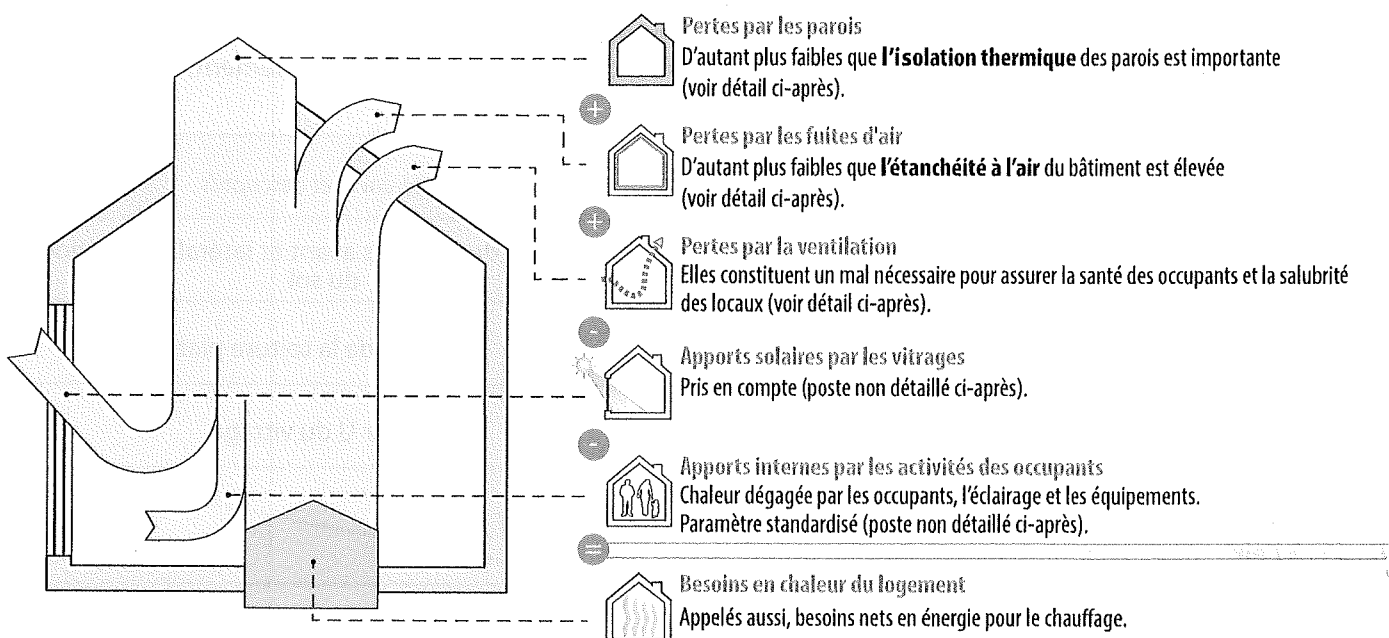 Pertes par les parois
D'autant plus faibles que l'isolation thermique des parois est importante
(voir détail ci-après).
+
Pertes par les fuites d'air
D'autant plus faibles que l'étanchéité à l'air du bâtiment est élevée
(voir détail ci-après).
+
Pertes par la ventilation
Elles constituent un mal nécessaire pour assurer la santé des occupants et la salubrité
des locaux (voir détail ci-après).
-
Apports solaires par les vitrages
Pris en compte (poste non détaillé ci-après).
-
Apports internes par les activités des occupants
Chaleur dégagée par les occupants, l'éclairage et les équipements.
Paramètre standardisé (poste non détaillé ci-après).
=
Besoins en chaleur du logement
Appelés aussi, besoins nets en énergie pour le chauffage.